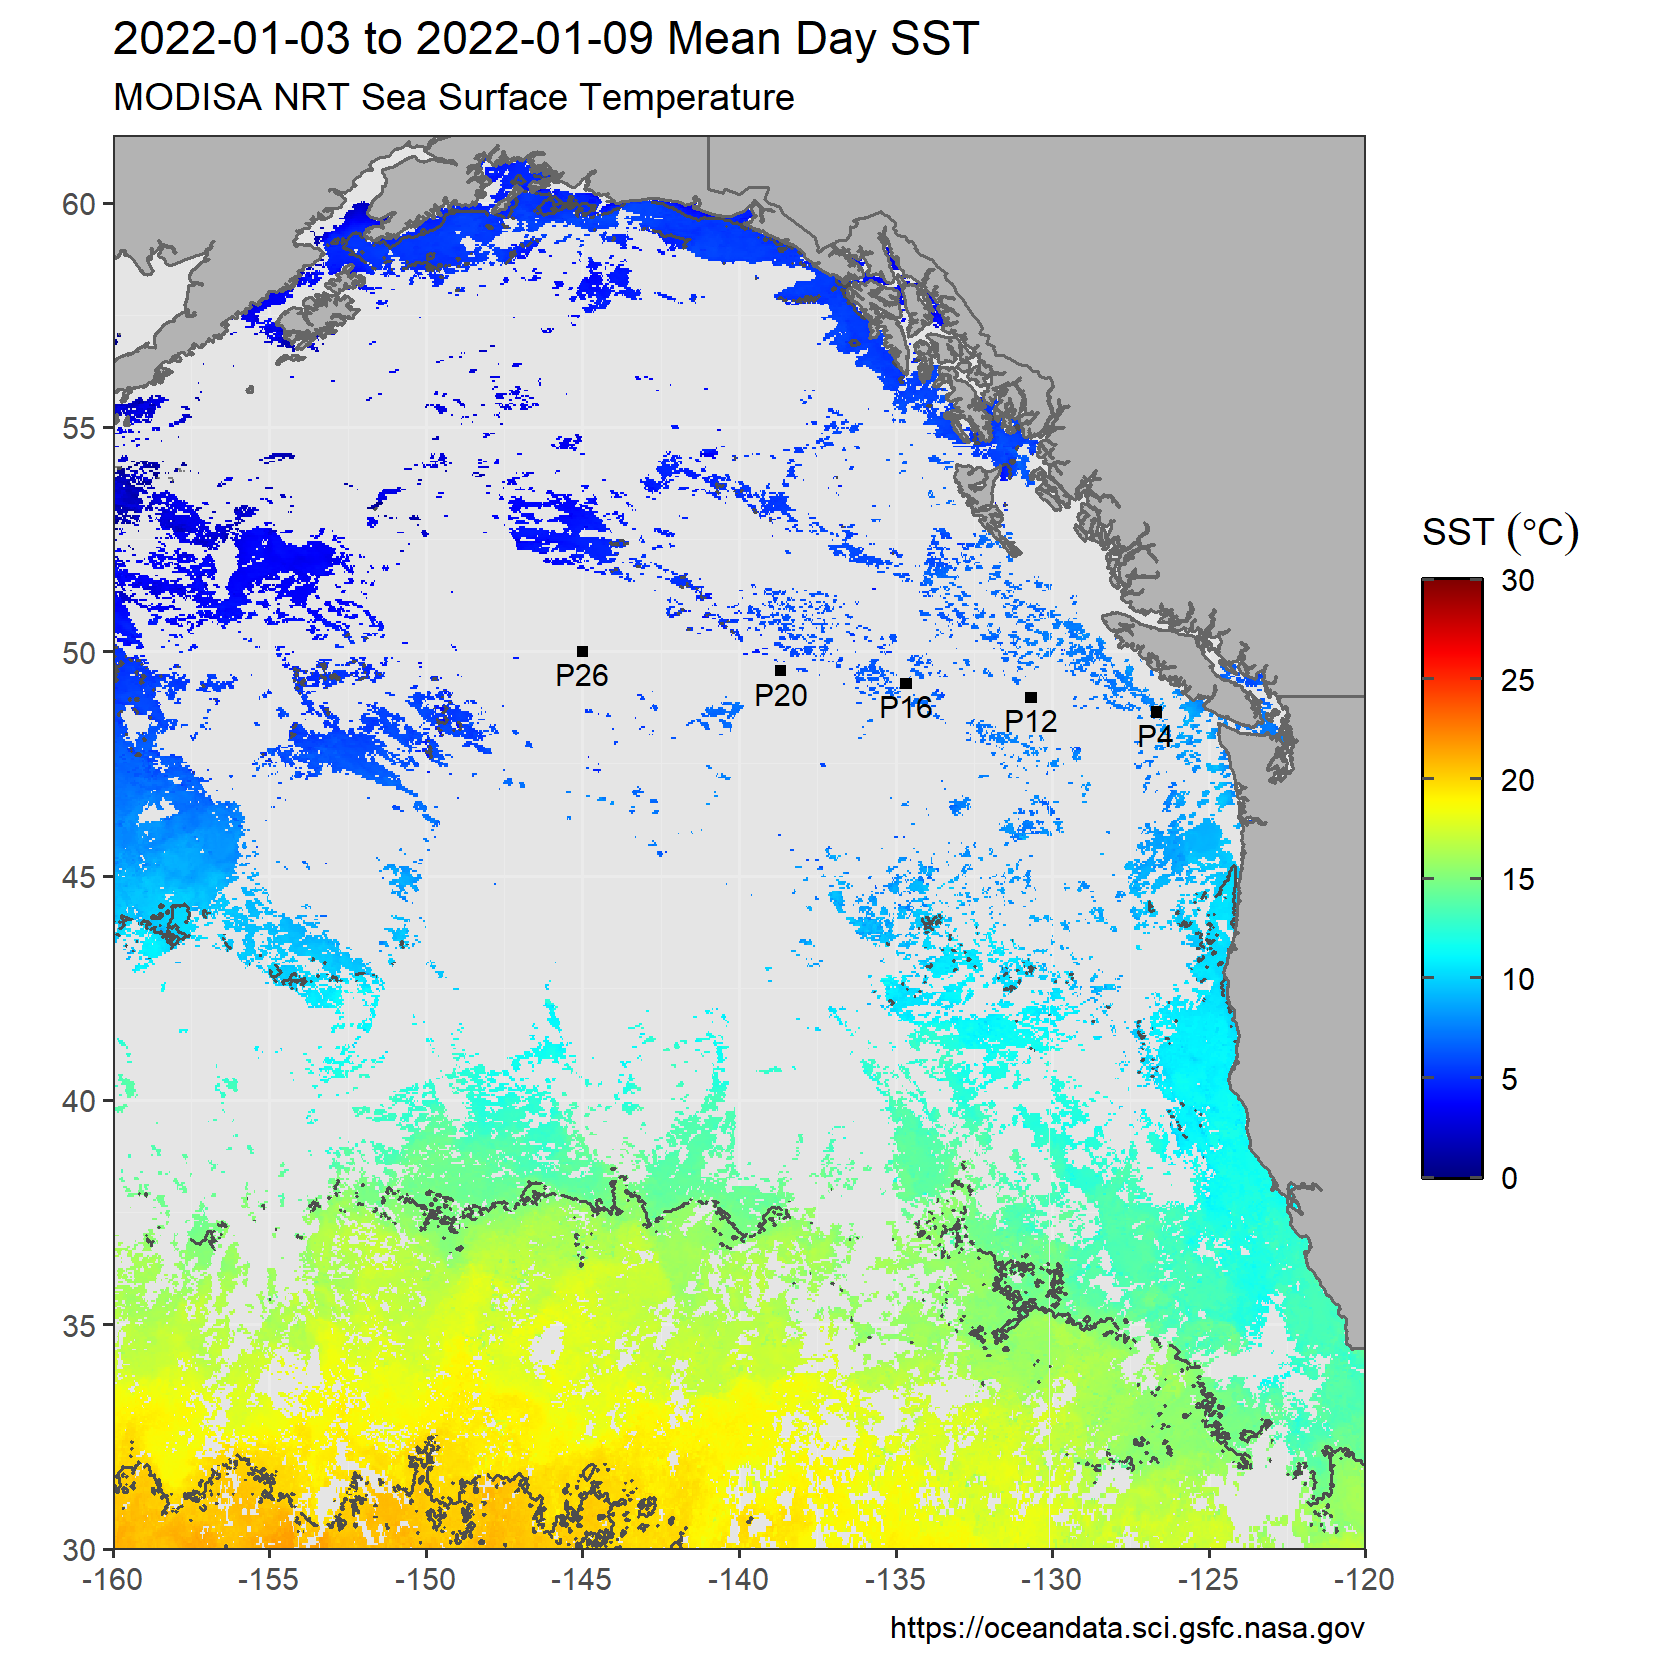 2022-01-03 to 2022-01-09 Mean Day SST
MODISA NRT Sea Surface Temperature
60
55
50
45
40
35
30
P26
P20
P16
P12
P4
-160
-155
-150
-145
-140
-135
-130
-125
-120
SST (°C)
30
25
20
15
10
5
0
https://oceandata.sci.gsfc.nasa.gov